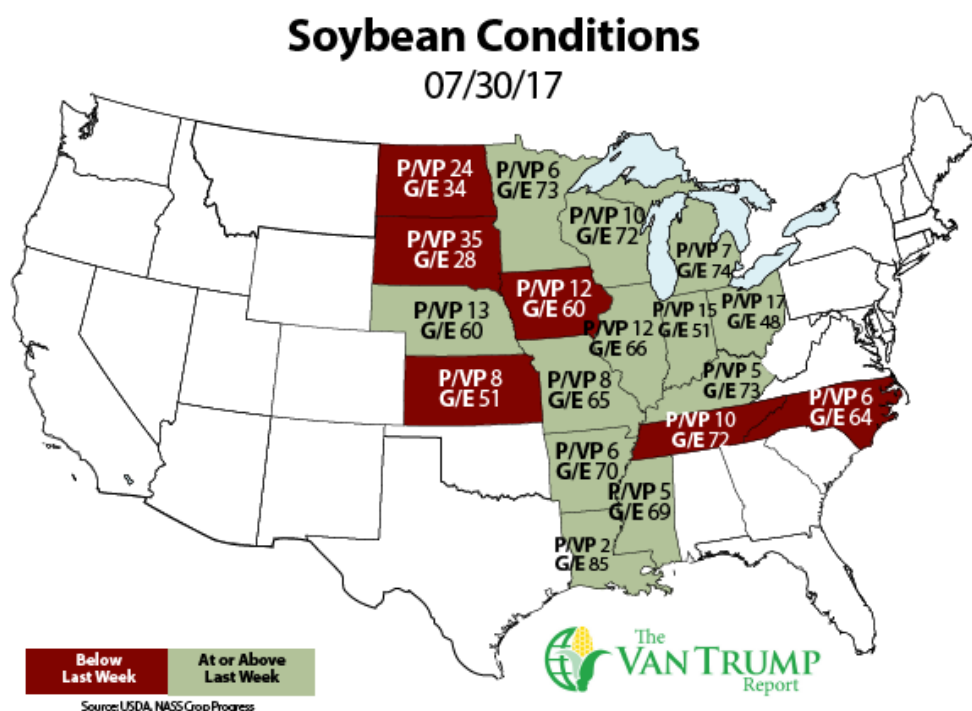 Soybean Conditions
07/30/17
P/VP 24
G/E 34
P/VP 6
G/E 73
P/VP 10
G/E 72
P/VP 7
G/E 74
P/VP 35
G/E 28
P/VP 12
G/E 60
P/VP 13
G/E 60
P/VP 12
G/E 66
P/VP 15
G/E 51
P/VP 17
G/E 48
P/VP 8
G/E 51
P/VP 8
G/E 65
P/VP 5
G/E 73
P/VP 6
G/E 64
P/VP 10
G/E 72
P/VP 6
G/E 70
P/VP 5
G/E 69
P/VP 2
G/E 85
Below
Last Week
At or Above
Last Week
Source: USDA, NASS Crop Progress
The
VAN TRUMP
Report